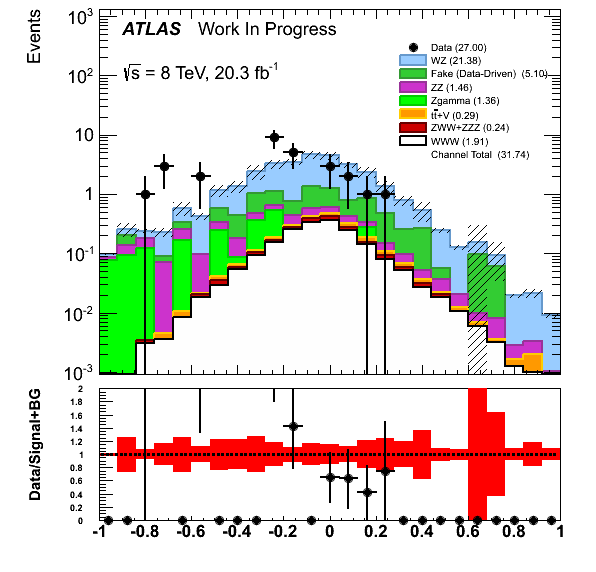 Events
ATLAS Work In Progress
√s = 8 TeV, 20.3 fb-1
Data (27.00)
WZ (21.38)
Fake (Data-Driven) (5.10)
ZZ (1.46)
Zgamma (1.36)
tt̄+V (0.29)
ZWW+ZZZ (0.24)
WWW (1.91)
Channel Total (31.74)
10^3
10^2
10
1
10^-1
10^-2
10^-3
Data/Signal+BG
2
1.8
1.6
1.4
1.2
1
0.8
0.6
0.4
0.2
0
-1 -0.8 -0.6 -0.4 -0.2 0 0.2 0.4 0.6 0.8 1